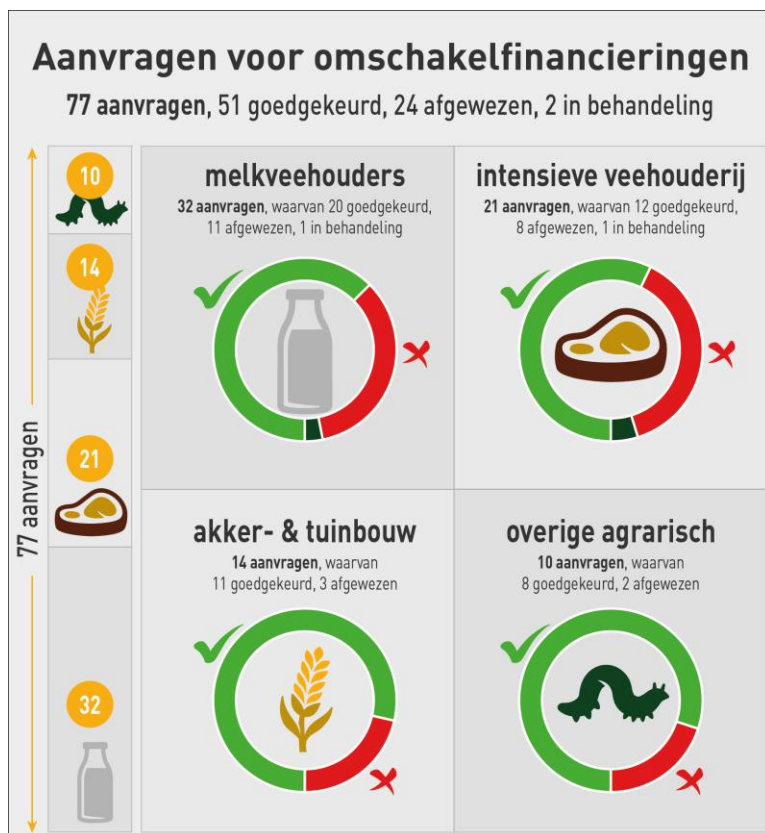 Aanvragen voor omschakelfinancieringen
77 aanvragen, 51 goedgekeurd, 24 afgewezen, 2 in behandeling
77 aanvragen
10
14
21
32
melkveehouders
32 aanvragen, waarvan 20 goedgekeurd,
11 afgewezen, 1 in behandeling
intensieve veehouderij
21 aanvragen, waarvan 12 goedgekeurd,
8 afgewezen, 1 in behandeling
akker- & tuinbouw
14 aanvragen, waarvan
11 goedgekeurd, 3 afgewezen
overige agrarisch
10 aanvragen, waarvan
8 goedgekeurd, 2 afgewezen